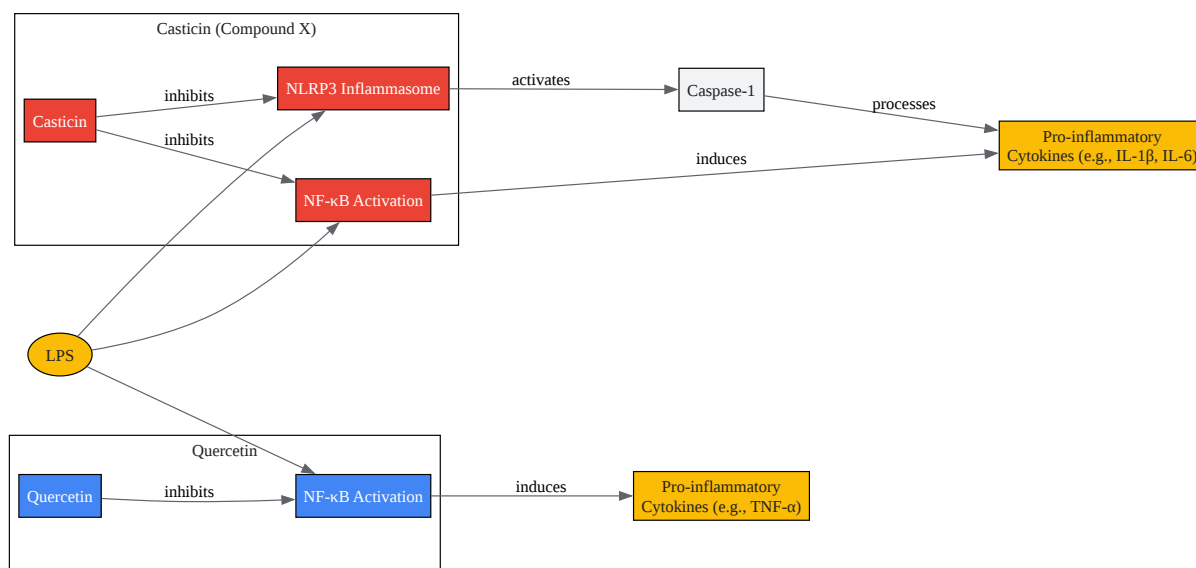 Casticin (Compound X)
Casticin
inhibits
inhibits
NLRP3 Inflammasome
NF-κB Activation
activates
Caspase-1
processes
induces
Pro-inflammatory
Cytokines (e.g., IL-1β, IL-6)
LPS
Quercetin
Quercetin
inhibits
NF-κB Activation
induces
Pro-inflammatory
Cytokines (e.g., TNF-α)